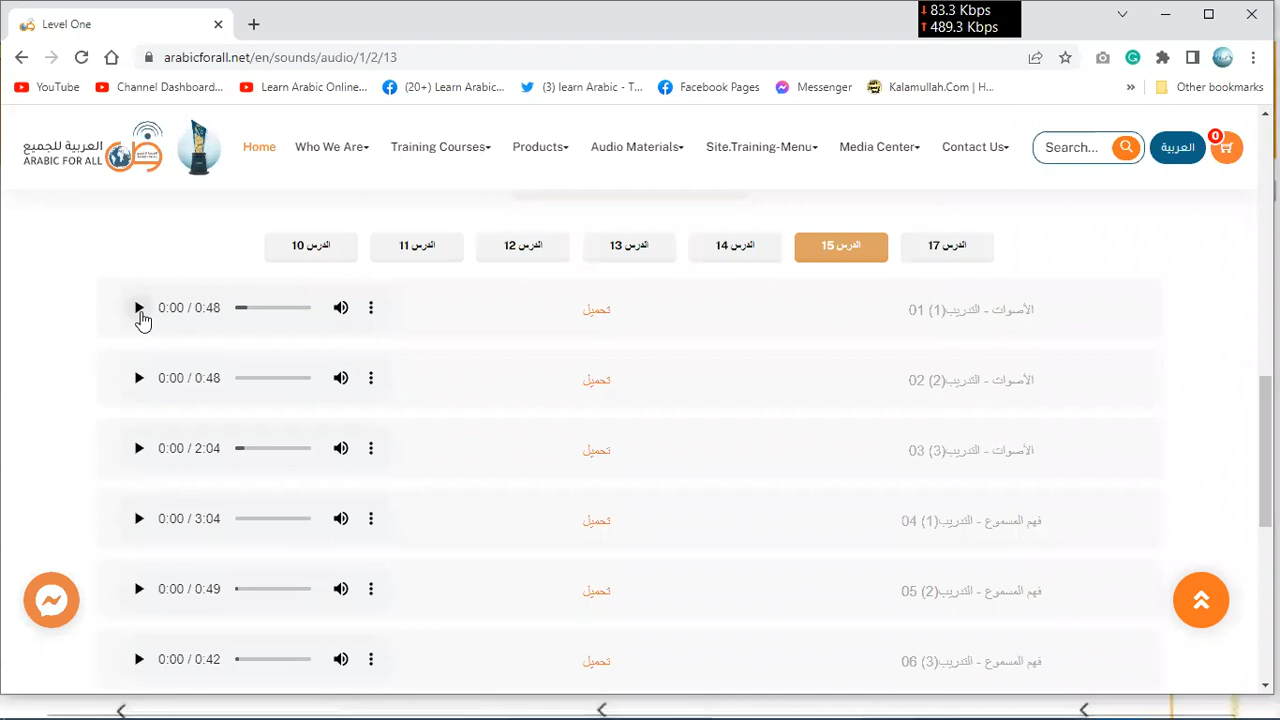 Level One
83.3 Kbps
489.3 Kbps
arabicforall.net/en/sounds/audio/1/2/13
YouTube
Channel Dashboard...
Learn Arabic Online...
(20+) Learn Arabic...
(3) learn Arabic - T...
Facebook Pages
Messenger
Kalamullah.Com | H...
Other bookmarks
العربية للجميع
ARABIC FOR ALL
Home
Who We Are
Training Courses
Products
Audio Materials
Site.Training-Menu
Media Center
Contact Us
Search...
العربية
0
الدرس 10
الدرس 11
الدرس 12
الدرس 13
الدرس 14
الدرس 15
الدرس 17
0:00 / 0:48
تحميل
01 الأصوات - التدريب(1)
0:00 / 0:48
تحميل
02 الأصوات - التدريب(2)
0:00 / 2:04
تحميل
03 الأصوات - التدريب(3)
0:00 / 3:04
تحميل
04 فهم المسموع - التدريب(1)
0:00 / 0:49
تحميل
05 فهم المسموع - التدريب(2)
0:00 / 0:42
تحميل
06 فهم المسموع - التدريب(3)